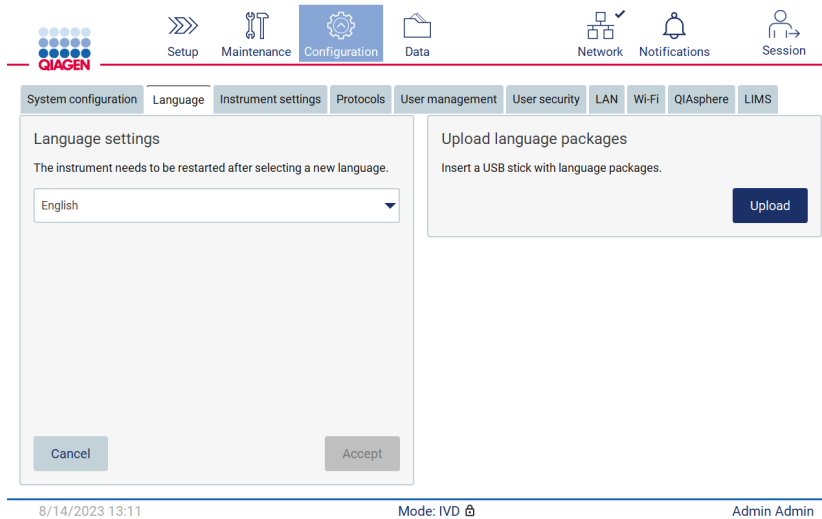 QIAGEN
Setup Maintenance Configuration Data Network Notifications Session
System configuration Language Instrument settings Protocols User management User security LAN Wi-Fi QIAsphere LIMS
Language settings
The instrument needs to be restarted after selecting a new language.
English
Cancel Accept
Upload language packages
Insert a USB stick with language packages.
Upload
8/14/2023 13:11 Mode: IVD Admin Admin